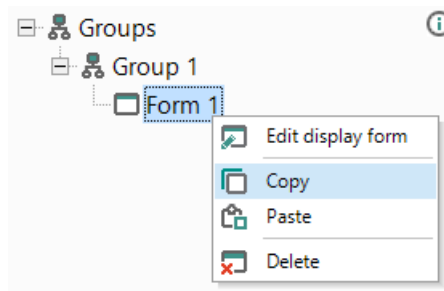 Groups
Group 1
Form 1
Edit display form
Copy
Paste
Delete